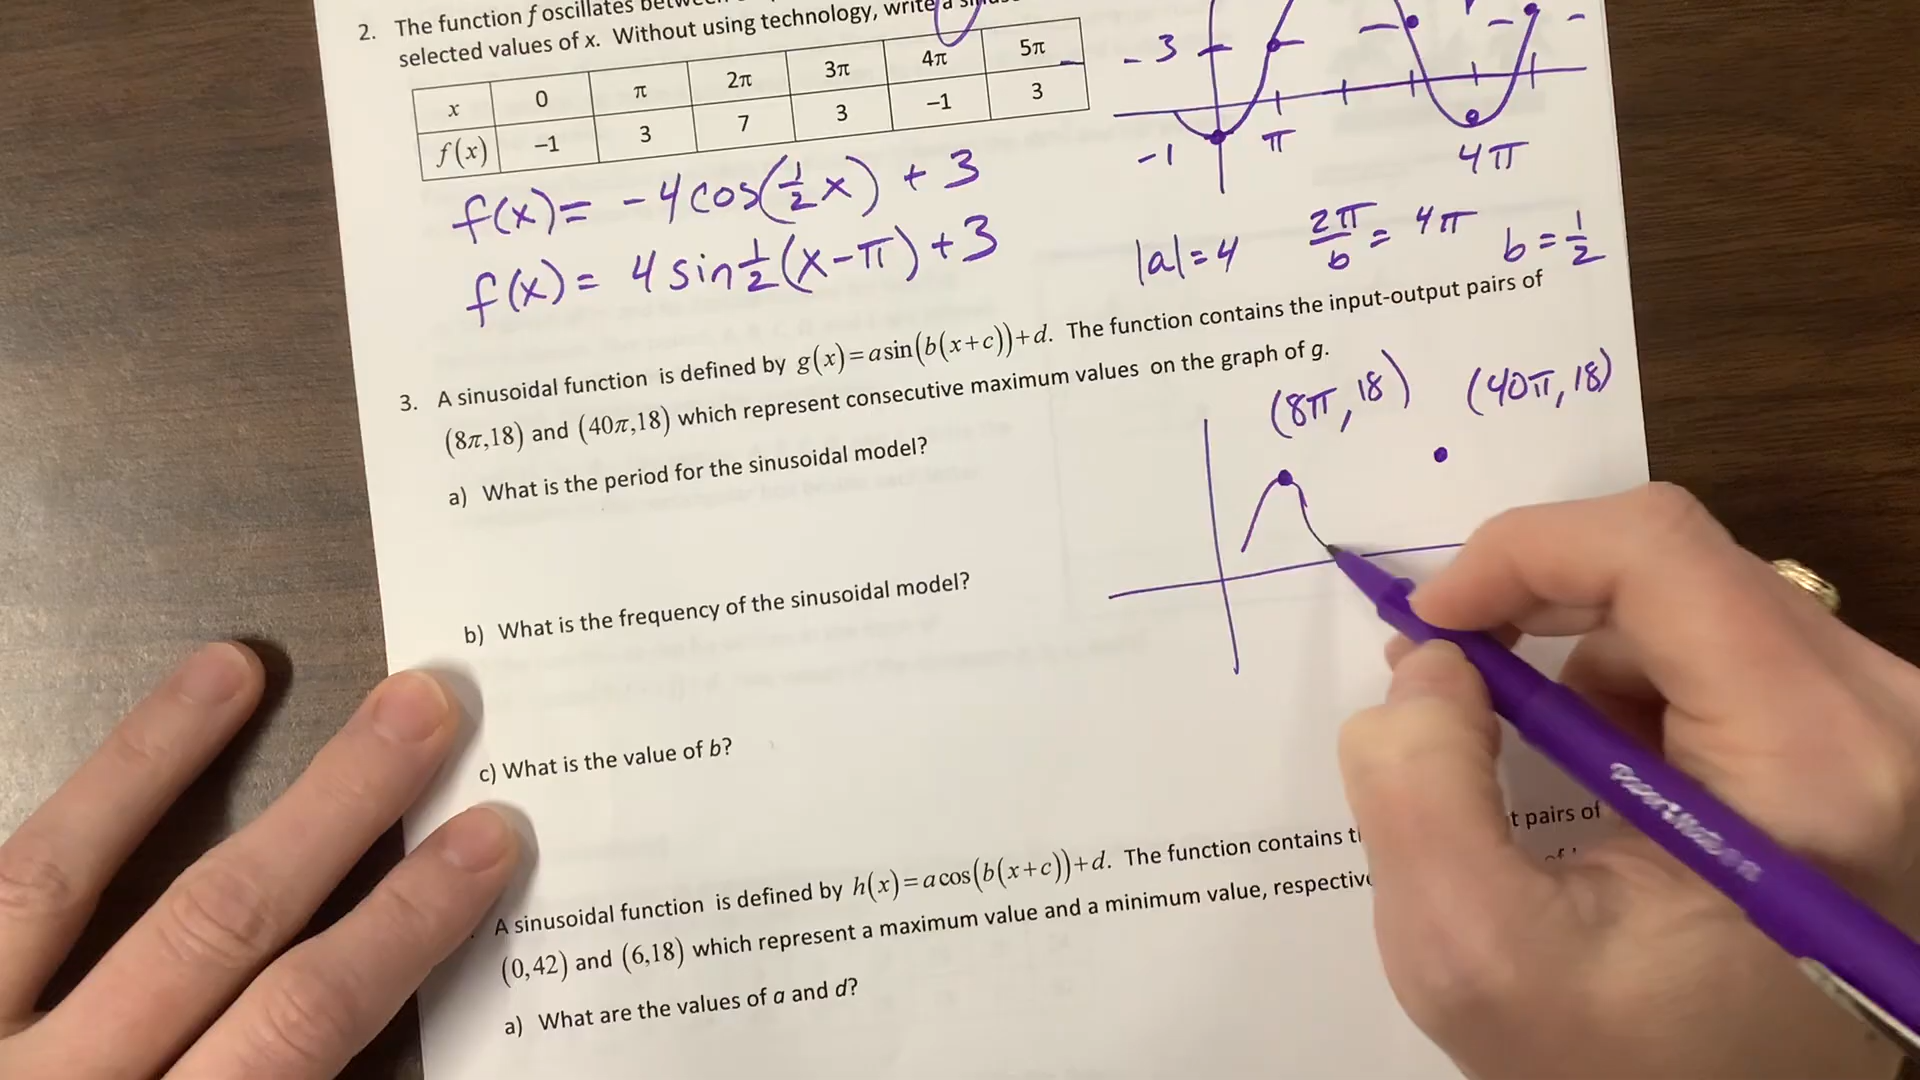 2. The function f oscillates
selected values of x. Without using technology, write a
x 0 π 2π 3π 4π 5π
f(x) –1 3 7 3 –1 3
f(x) = -4cos(½x) + 3
f(x) = 4 sin ½(x-π) + 3
- 3
-1
π
4π
|a| = 4 2π/b = 4π b = ½
3. A sinusoidal function is defined by g(x)=asin(b(x+c))+d. The function contains the input-output pairs of
(8π,18) and (40π,18) which represent consecutive maximum values on the graph of g.
(8π, 18) (40π, 18)
a) What is the period for the sinusoidal model?
b) What is the frequency of the sinusoidal model?
c) What is the value of b?
A sinusoidal function is defined by h(x)=acos(b(x+c))+d. The function contains t pairs of
(0,42) and (6,18) which represent a maximum value and a minimum value,
a) What are the values of a and d?
PaperMate